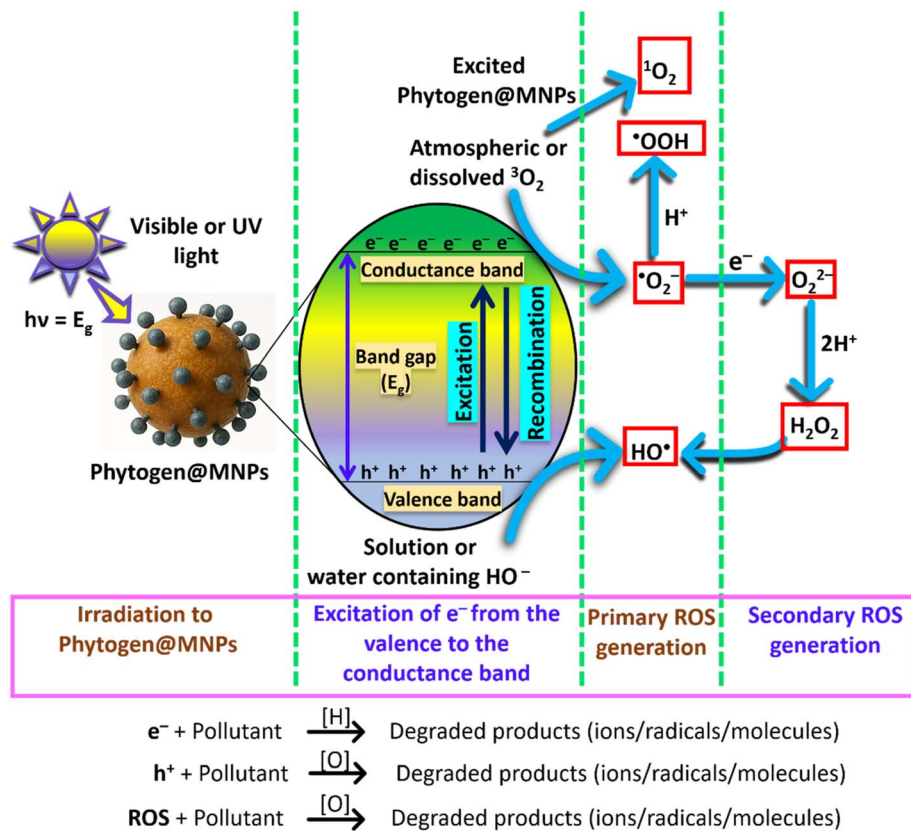 Excited
Phytogen@MNPs
¹O₂
•OOH
Atmospheric or
dissolved ³O₂
H⁺
Visible or UV
light
hν = E_g
Phytogen@MNPs
e⁻ e⁻ e⁻ e⁻ e⁻ e⁻
Conductance band
Band gap
(E_g)
Excitation
Recombination
h⁺ h⁺ h⁺ h⁺ h⁺ h⁺
Valence band
•O₂⁻
e⁻
O₂²⁻
2H⁺
H₂O₂
HO•
Solution or
water containing HO⁻
Irradiation to
Phytogen@MNPs
Excitation of e⁻ from the
valence to the
conductance band
Primary ROS
generation
Secondary ROS
generation
e⁻ + Pollutant [H] → Degraded products (ions/radicals/molecules)
h⁺ + Pollutant [O] → Degraded products (ions/radicals/molecules)
ROS + Pollutant [O] → Degraded products (ions/radicals/molecules)